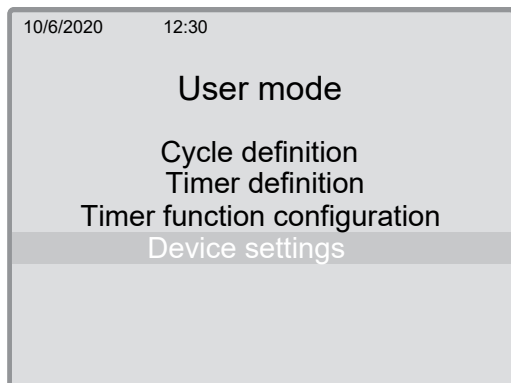 10/6/2020 12:30
User mode
Cycle definition
Timer definition
Timer function configuration
Device settings